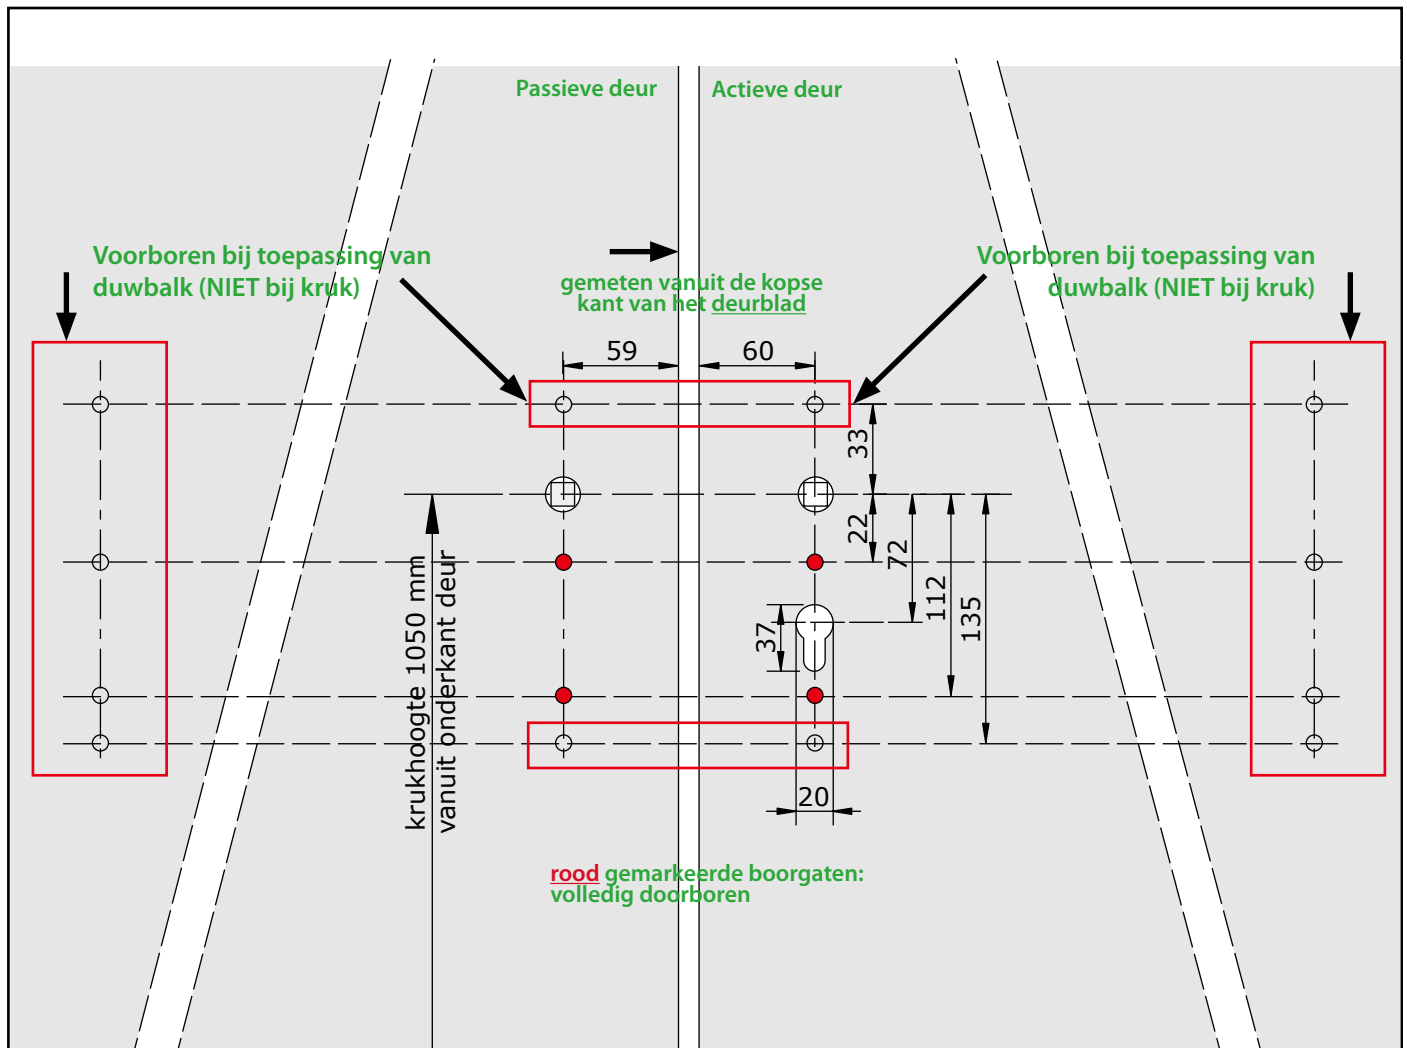 Passieve deur
Actieve deur
Voorboren bij toepassing van
duwbalk (NIET bij kruk)
gemeten vanuit de kopse
kant van het deurblad
Voorboren bij toepassing van
duwbalk (NIET bij kruk)
59
60
33
22
72
112
135
37
20
krukhoogte 1050 mm
vanuit onderkant deur
rood gemarkeerde boorgaten:
volledig doorboren